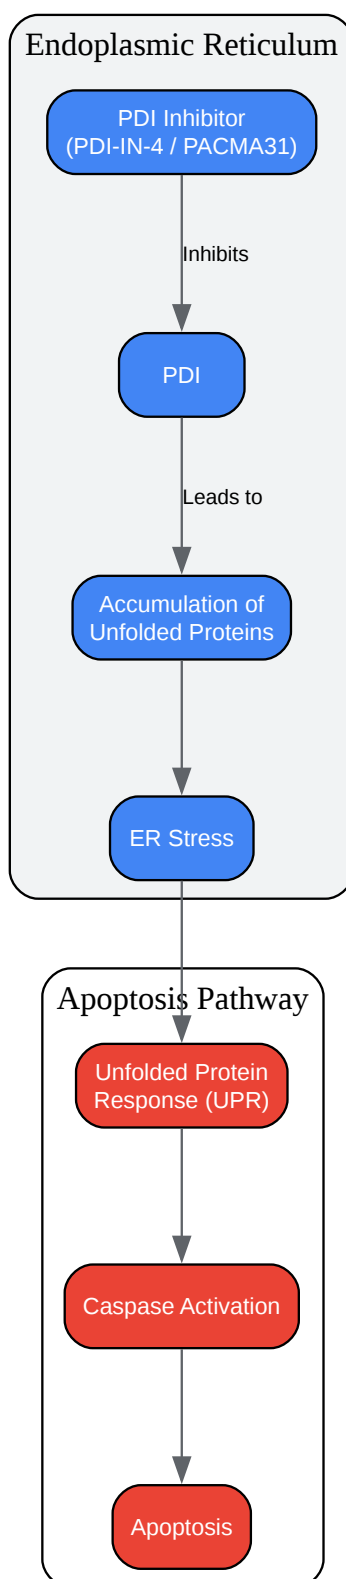 Endoplasmic Reticulum
PDI Inhibitor
(PDI-IN-4 / PACMA31)
Inhibits
PDI
Leads to
Accumulation of
Unfolded Proteins
ER Stress
Apoptosis Pathway
Unfolded Protein
Response (UPR)
Caspase Activation
Apoptosis